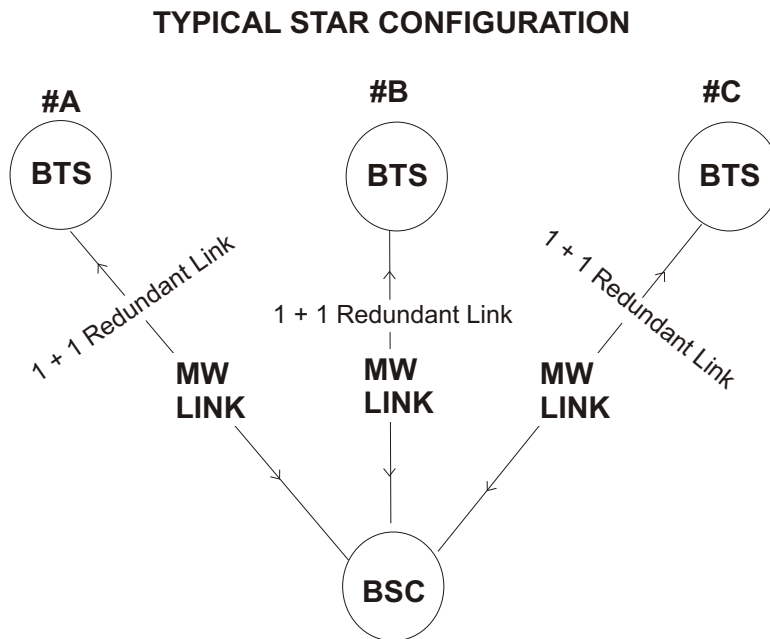 TYPICAL STAR CONFIGURATION
#A
#B
#C
BTS
BTS
BTS
1 + 1 Redundant Link
1 + 1 Redundant Link
1 + 1 Redundant Link
MW
LINK
MW
LINK
MW
LINK
BSC